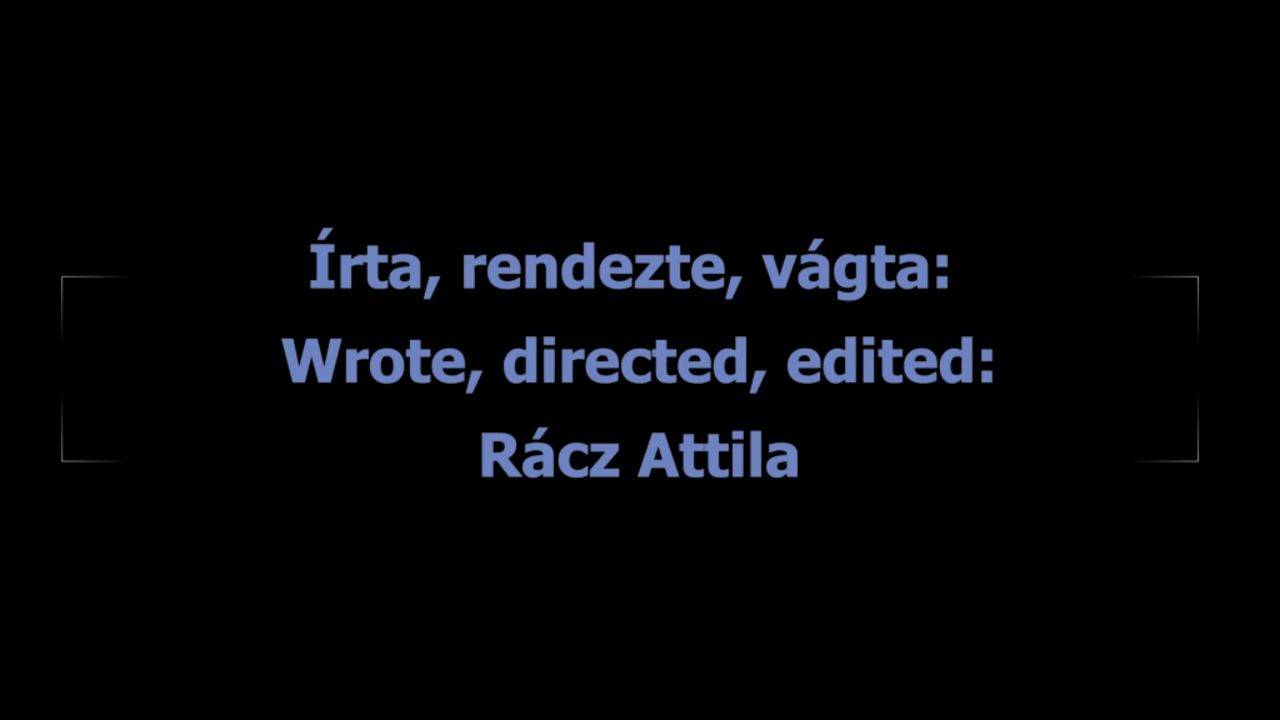 Írta, rendezte, vágta:
Wrote, directed, edited:
Rácz Attila